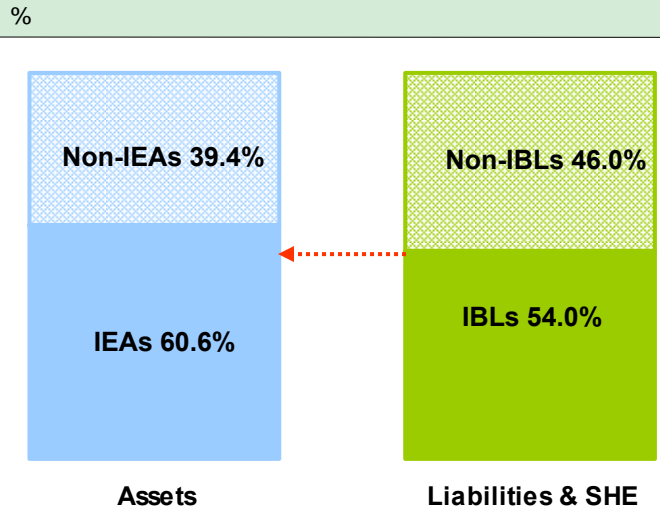 %
Non-IEAs 39.4%
Non-IBLs 46.0%
IEAs 60.6%
IBLs 54.0%
Assets
Liabilities & SHE